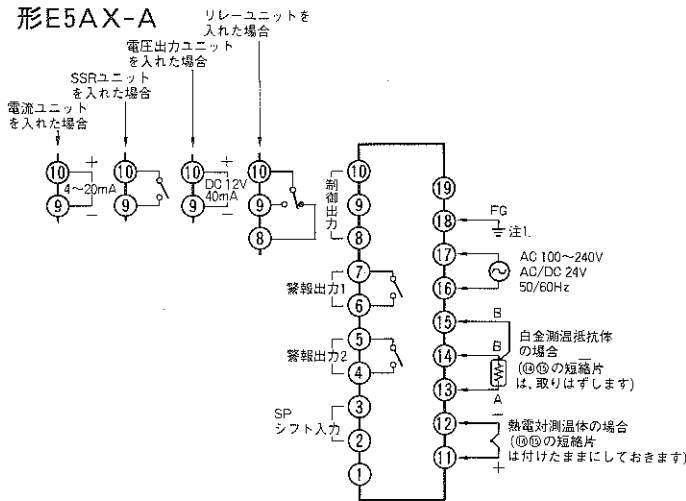 形E5AX-A
リレーユニットを
入れた場合
電圧出力ユニット
を入れた場合
SSRユニット
を入れた場合
電流ユニット
を入れた場合
⑩ + ⑩ ⑩ + ⑩ ⑩
4～20mA DC 12V
40mA
⑨ − ⑨ ⑨ − ⑨ ⑨
⑧ ⑧
制御出力
⑦
警報出力1
⑥
⑤
警報出力2
④
③
SP
シフト入力
②
①
⑲
⑱ FG
注1.
⑰ AC 100～240V
AC/DC 24V
⑯ 50/60Hz
⑮ B
⑭ B
⑬ A
白金測温抵抗体
の場合
(⑭⑮の短絡片
は、取りはずします)
⑫ −
⑪ +
熱電対測温体の場合
(⑭⑮の短絡片
は付けたままにしておきます)